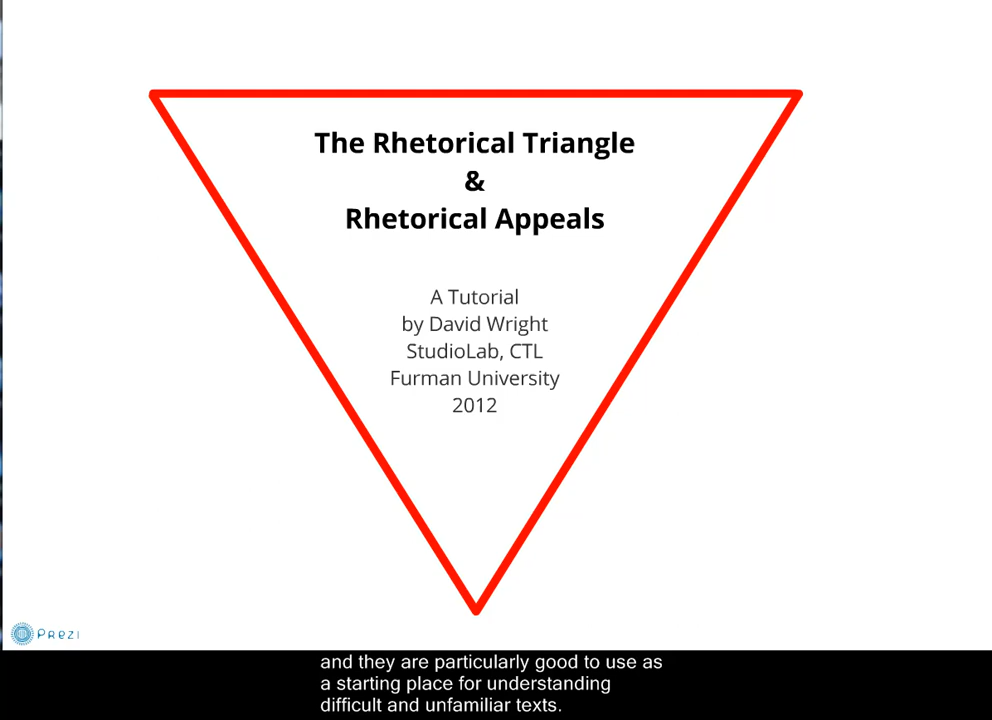 The Rhetorical Triangle
&
Rhetorical Appeals
A Tutorial
by David Wright
StudioLab, CTL
Furman University
2012
Prezi
and they are particularly good to use as
a starting place for understanding
difficult and unfamiliar texts.